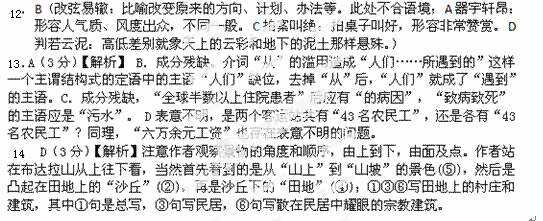 12. B(改弦易辙:比喻改变原来的方向、计划、办法等。此处不合语境;A器宇轩昂:
形容人气质、风度出众,不同一般。C拍案叫绝:拍桌子叫好,形容非常赞赏。D
判若云泥:高低差别就象天上的云彩和地下的泥土那样悬殊。)
13.A(3分)【解析】B.成分残缺。介词“从”的滥用造成“人们……所遇到的”这样
一个主谓结构式的定语中的主语“人们”缺位,去掉“从”后,“人们”就成了“遇到”
的主语。C.成分残缺,“全球半数以上住院患者”后应有“的病因”,“致病致死”
的主语应是“污水”。D表意不明,是两个客运站共有“43名农民工”,还是各有“43
名农民工”?同理,“六万余元工资”也存在表意不明的问题。
14 D(3分)【解析】注意作者观察景物的角度和顺序,由上到下,由面及点。作者站
在布达拉山从上往下看,当然首先看到的是从“山上”到“山坡”的景色(⑤),然后是
凸起在田地上的“沙丘”(②),再是沙丘下的“田地”(④);①③⑥写田地上的村庄和
建筑,其中①句是总写,③句写民居,⑥句写散在民居中耀眼的宗教建筑。